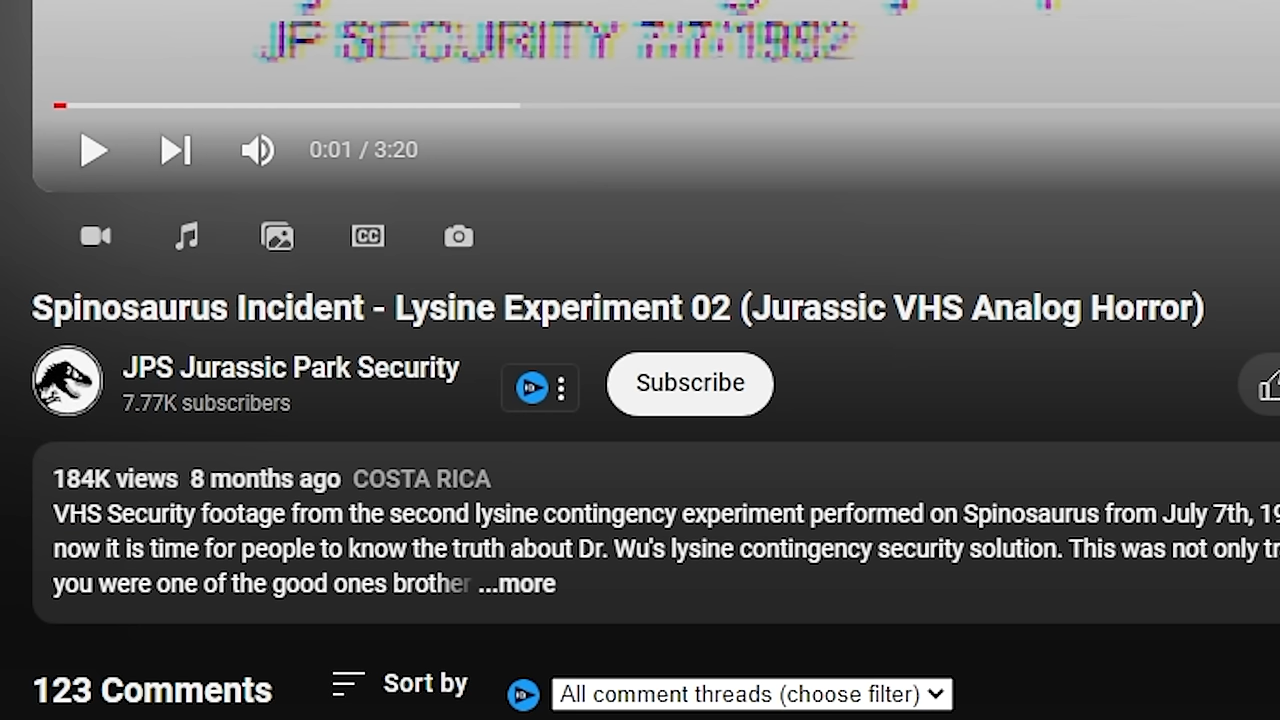 JP SECURITY 7/7/1992
0:01 / 3:20
CC
Spinosaurus Incident - Lysine Experiment 02 (Jurassic VHS Analog Horror)
JPS Jurassic Park Security
7.77K subscribers
Subscribe
184K views 8 months ago COSTA RICA
VHS Security footage from the second lysine contingency experiment performed on Spinosaurus from July 7th, 19
now it is time for people to know the truth about Dr. Wu's lysine contingency security solution. This was not only tr
you were one of the good ones brother ...more
123 Comments
Sort by
All comment threads (choose filter)